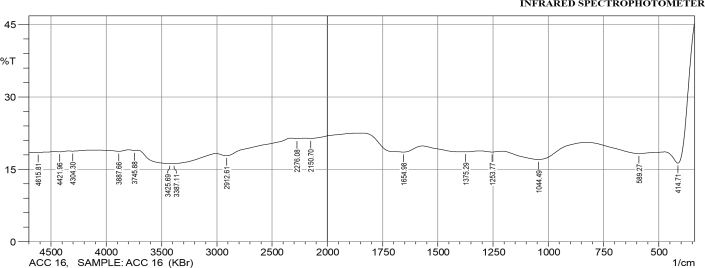 INFRARED SPECTROPHOTOMETER
45
%T
30
15
0
4615.81 4421.96 4304.30 3887.66 3745.88 3425.69 3387.11 2912.61 2276.08 2150.70 1654.98 1375.29 1253.77 1044.49 589.27 414.71
4500 4000 3500 3000 2500 2000 1750 1500 1250 1000 750 500
ACC 16, SAMPLE: ACC 16 (KBr) 1/cm